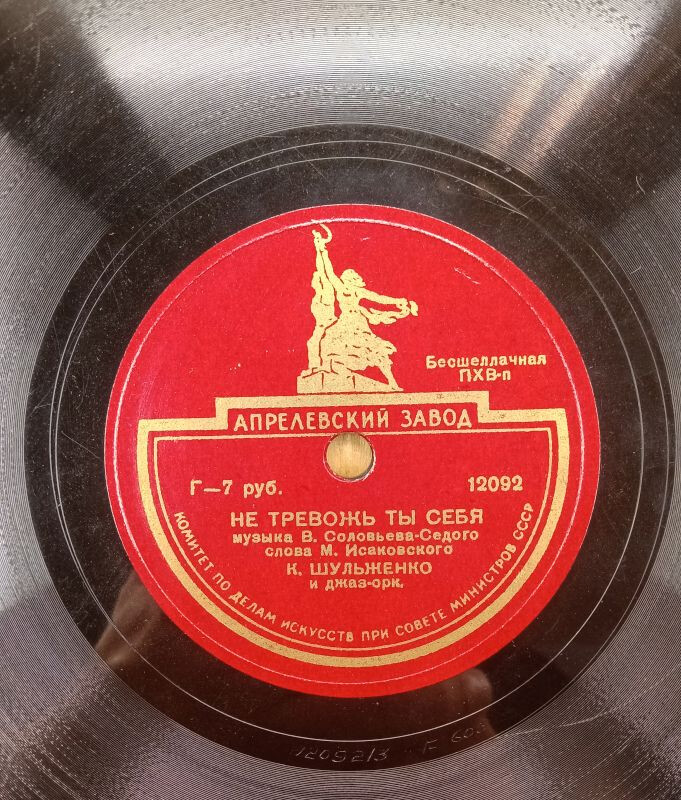 Бесшеллачная
ПХВ-п
АПРЕЛЕВСКИЙ ЗАВОД
Г—7 руб. 12092
НЕ ТРЕВОЖЬ ТЫ СЕБЯ
музыка В. Соловьева-Седого
слова М. Исаковского
К. ШУЛЬЖЕНКО
и джаз-орк.
КОМИТЕТ ПО ДЕЛАМ ИСКУССТВ ПРИ СОВЕТЕ МИНИСТРОВ СССР